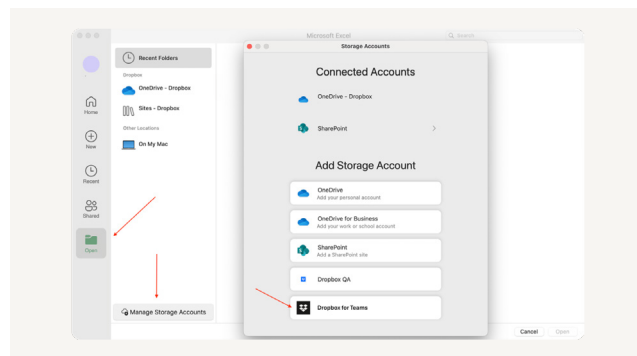 Microsoft Excel
Search
Recent Folders
Dropbox
OneDrive - Dropbox
Sites - Dropbox
Other Locations
On My Mac
Home
New
Recent
Shared
Open
Manage Storage Accounts
Storage Accounts
Connected Accounts
OneDrive - Dropbox
SharePoint
Add Storage Account
OneDrive
Add your personal account
OneDrive for Business
Add your work or school account
SharePoint
Add a SharePoint site
Dropbox QA
Dropbox for Teams
Cancel
Open